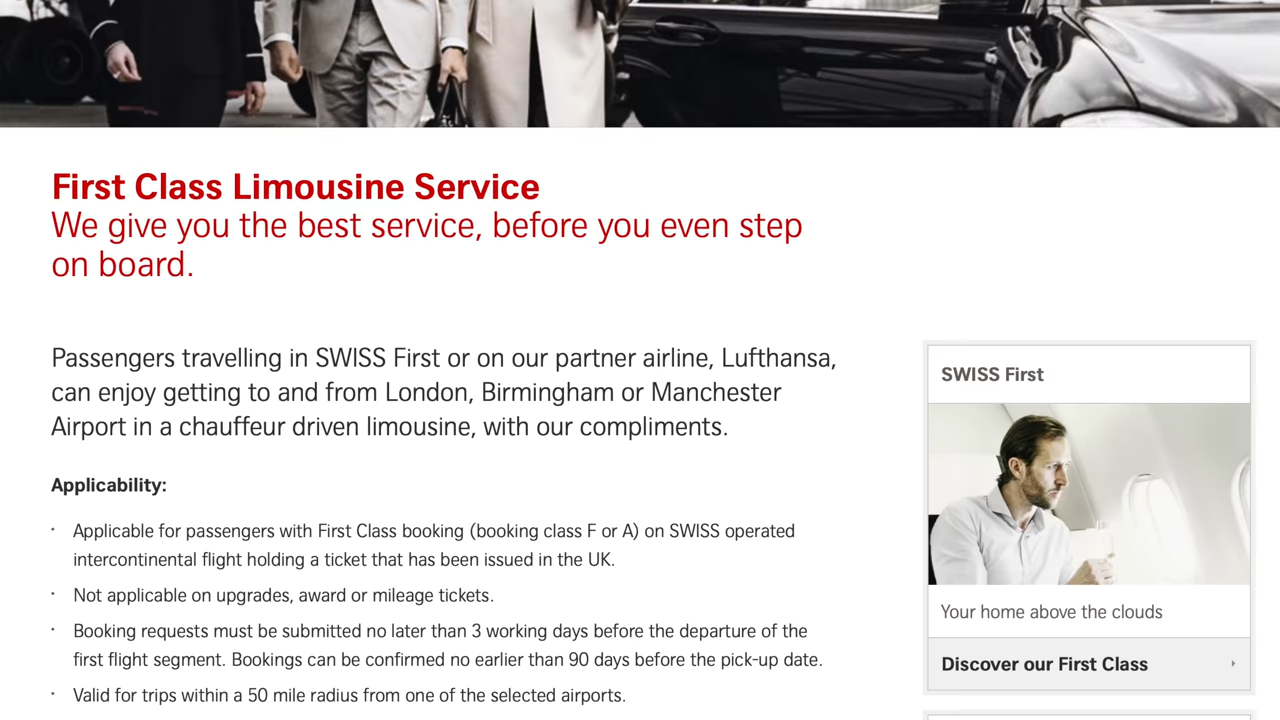 First Class Limousine Service
We give you the best service, before you even step
on board.
Passengers travelling in SWISS First or on our partner airline, Lufthansa,
can enjoy getting to and from London, Birmingham or Manchester
Airport in a chauffeur driven limousine, with our compliments.
Applicability:
· Applicable for passengers with First Class booking (booking class F or A) on SWISS operated
intercontinental flight holding a ticket that has been issued in the UK.
· Not applicable on upgrades, award or mileage tickets.
· Booking requests must be submitted no later than 3 working days before the departure of the
first flight segment. Bookings can be confirmed no earlier than 90 days before the pick-up date.
· Valid for trips within a 50 mile radius from one of the selected airports.
SWISS First
Your home above the clouds
Discover our First Class